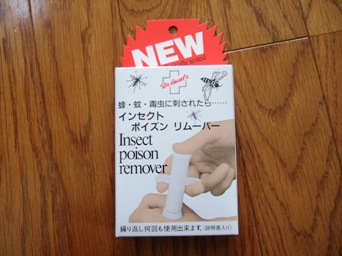 NEW
Dr.Hessel's
蜂・蚊・毒虫に刺されたら……
インセクト
ポイズン リムーバー
Insect
poison
remover
繰り返し何回も使用出来ます(説明書入り)